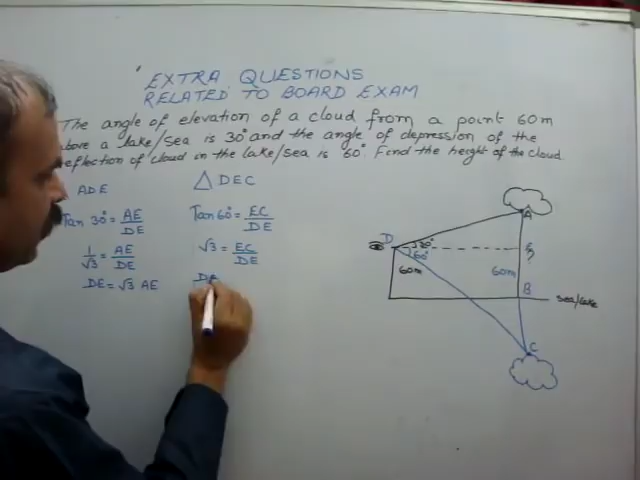 EXTRA QUESTIONS
RELATED TO BOARD EXAM
The angle of elevation of a cloud from a point 60m
above a lake/sea is 30° and the angle of depression of the
reflection of cloud in the lake/sea is 60°. Find the height of the cloud
ADE
Tan 30° = AE/DE
1/√3 = AE/DE
DE = √3 AE
△ DEC
Tan 60° = EC/DE
√3 = EC/DE
DE
A
D
30°
60°
E
60m
60m
B
sea/lake
C